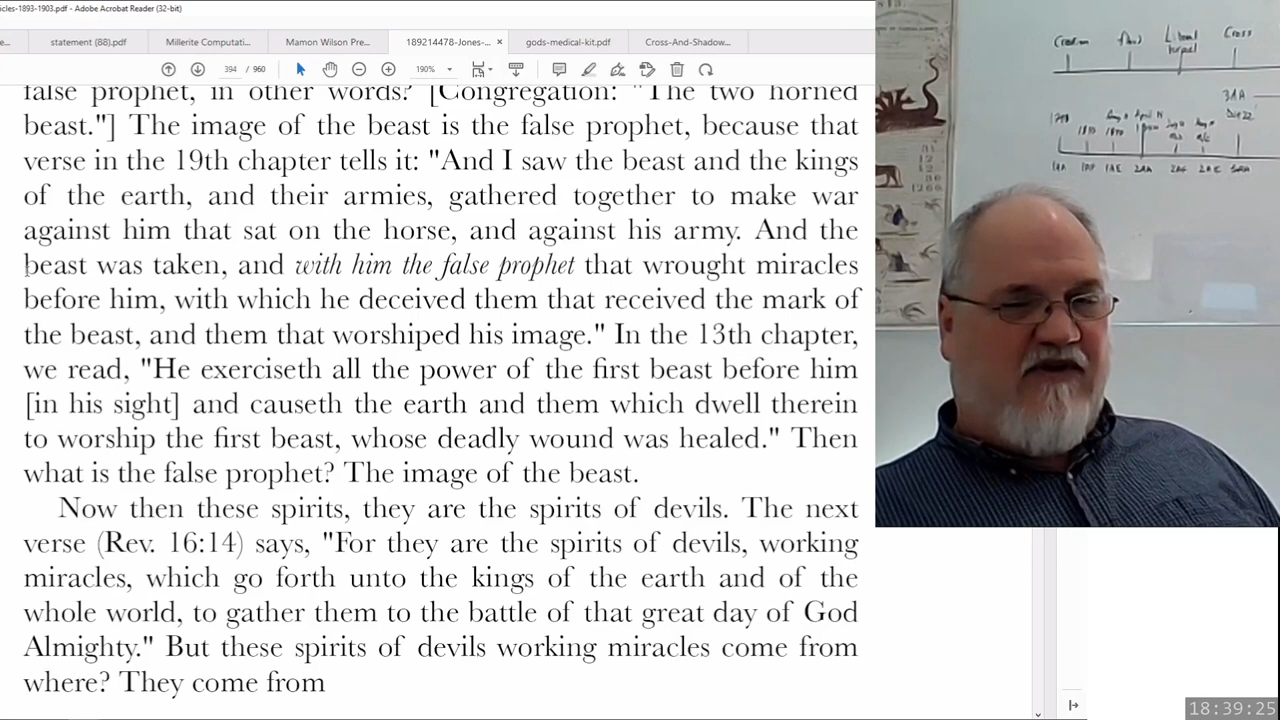 icles-1893-1903.pdf - Adobe Acrobat Reader (32-bit)
e...
statement (88).pdf
Millerite Computati...
Mamon Wilson Pre...
189214478-Jones-... ×
gods-medical-kit.pdf
Cross-And-Shadow...
394 / 960
190%
false prophet, in other words? [Congregation: "The two horned
beast."] The image of the beast is the false prophet, because that
verse in the 19th chapter tells it: "And I saw the beast and the kings
of the earth, and their armies, gathered together to make war
against him that sat on the horse, and against his army. And the
beast was taken, and with him the false prophet that wrought miracles
before him, with which he deceived them that received the mark of
the beast, and them that worshiped his image." In the 13th chapter,
we read, "He exerciseth all the power of the first beast before him
[in his sight] and causeth the earth and them which dwell therein
to worship the first beast, whose deadly wound was healed." Then
what is the false prophet? The image of the beast.
Now then these spirits, they are the spirits of devils. The next
verse (Rev. 16:14) says, "For they are the spirits of devils, working
miracles, which go forth unto the kings of the earth and of the
whole world, to gather them to the battle of that great day of God
Almighty." But these spirits of devils working miracles come from
where? They come from
Creation
Cross
1260
18:39:25